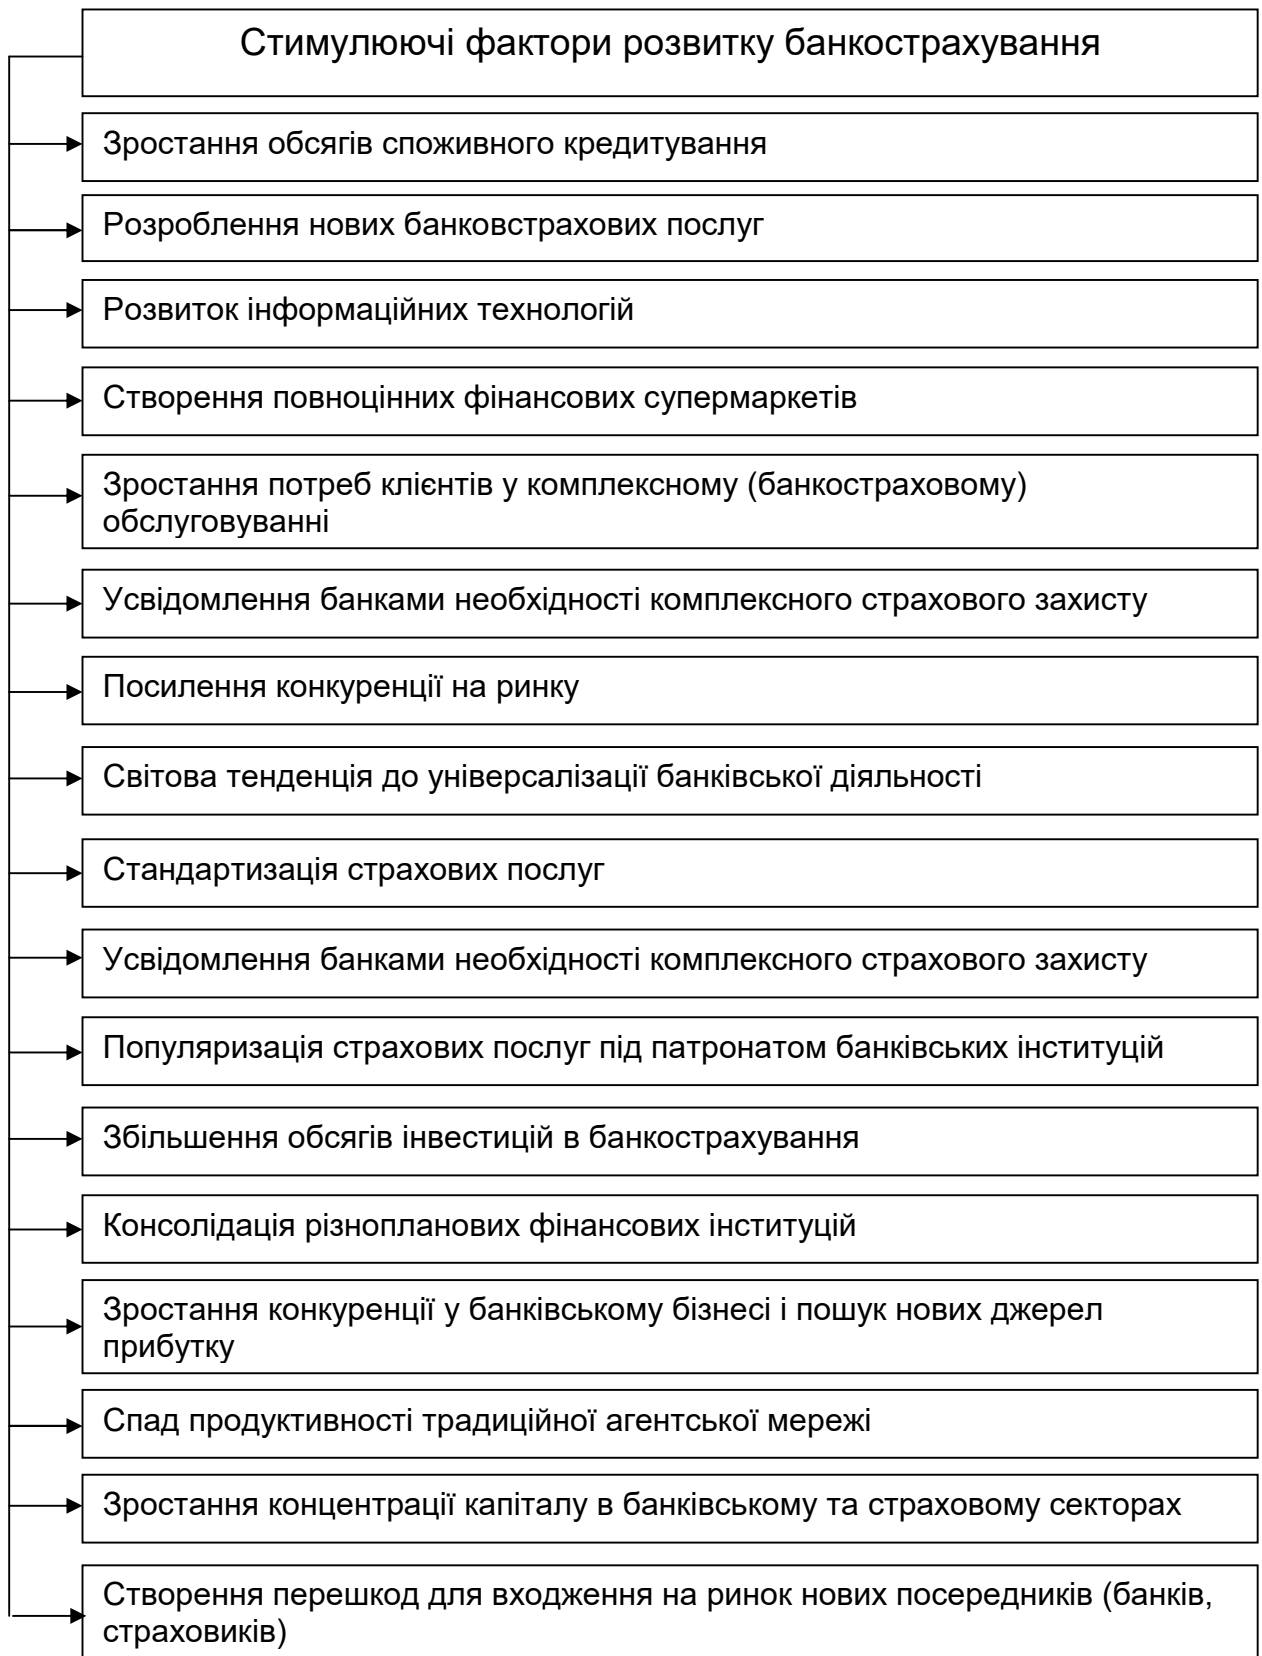 Стимулюючі фактори розвитку банкострахування
Зростання обсягів споживного кредитування
Розроблення нових банковстрахових послуг
Розвиток інформаційних технологій
Створення повноцінних фінансових супермаркетів
Зростання потреб клієнтів у комплексному (банкостраховому)
обслуговуванні
Усвідомлення банками необхідності комплексного страхового захисту
Посилення конкуренції на ринку
Світова тенденція до універсалізації банківської діяльності
Стандартизація страхових послуг
Усвідомлення банками необхідності комплексного страхового захисту
Популяризація страхових послуг під патронатом банківських інституцій
Збільшення обсягів інвестицій в банкострахування
Консолідація різнопланових фінансових інституцій
Зростання конкуренції у банківському бізнесі і пошук нових джерел
прибутку
Спад продуктивності традиційної агентської мережі
Зростання концентрації капіталу в банківському та страховому секторах
Створення перешкод для входження на ринок нових посередників (банків,
страховиків)